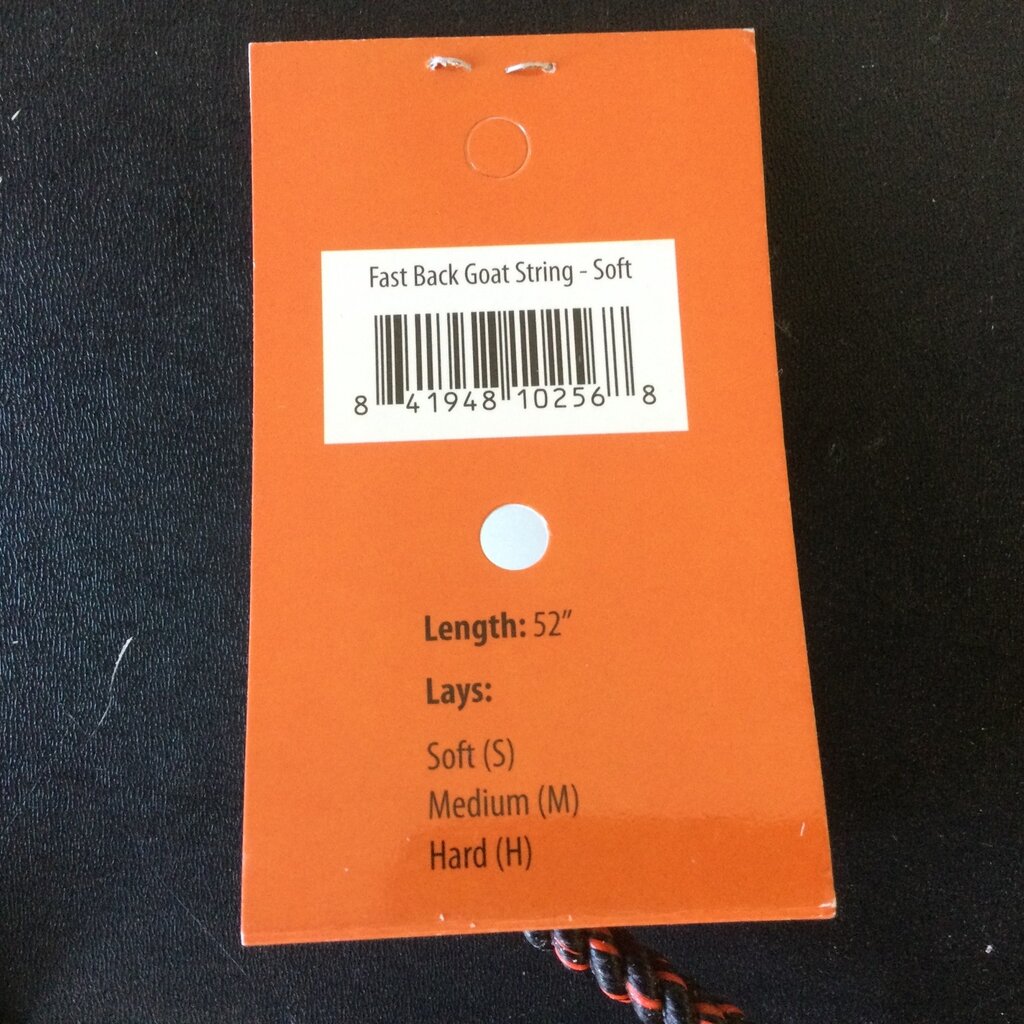 Fast Back Goat String - Soft
8 41948 10256 8
Length: 52”
Lays:
Soft (S)
Medium (M)
Hard (H)